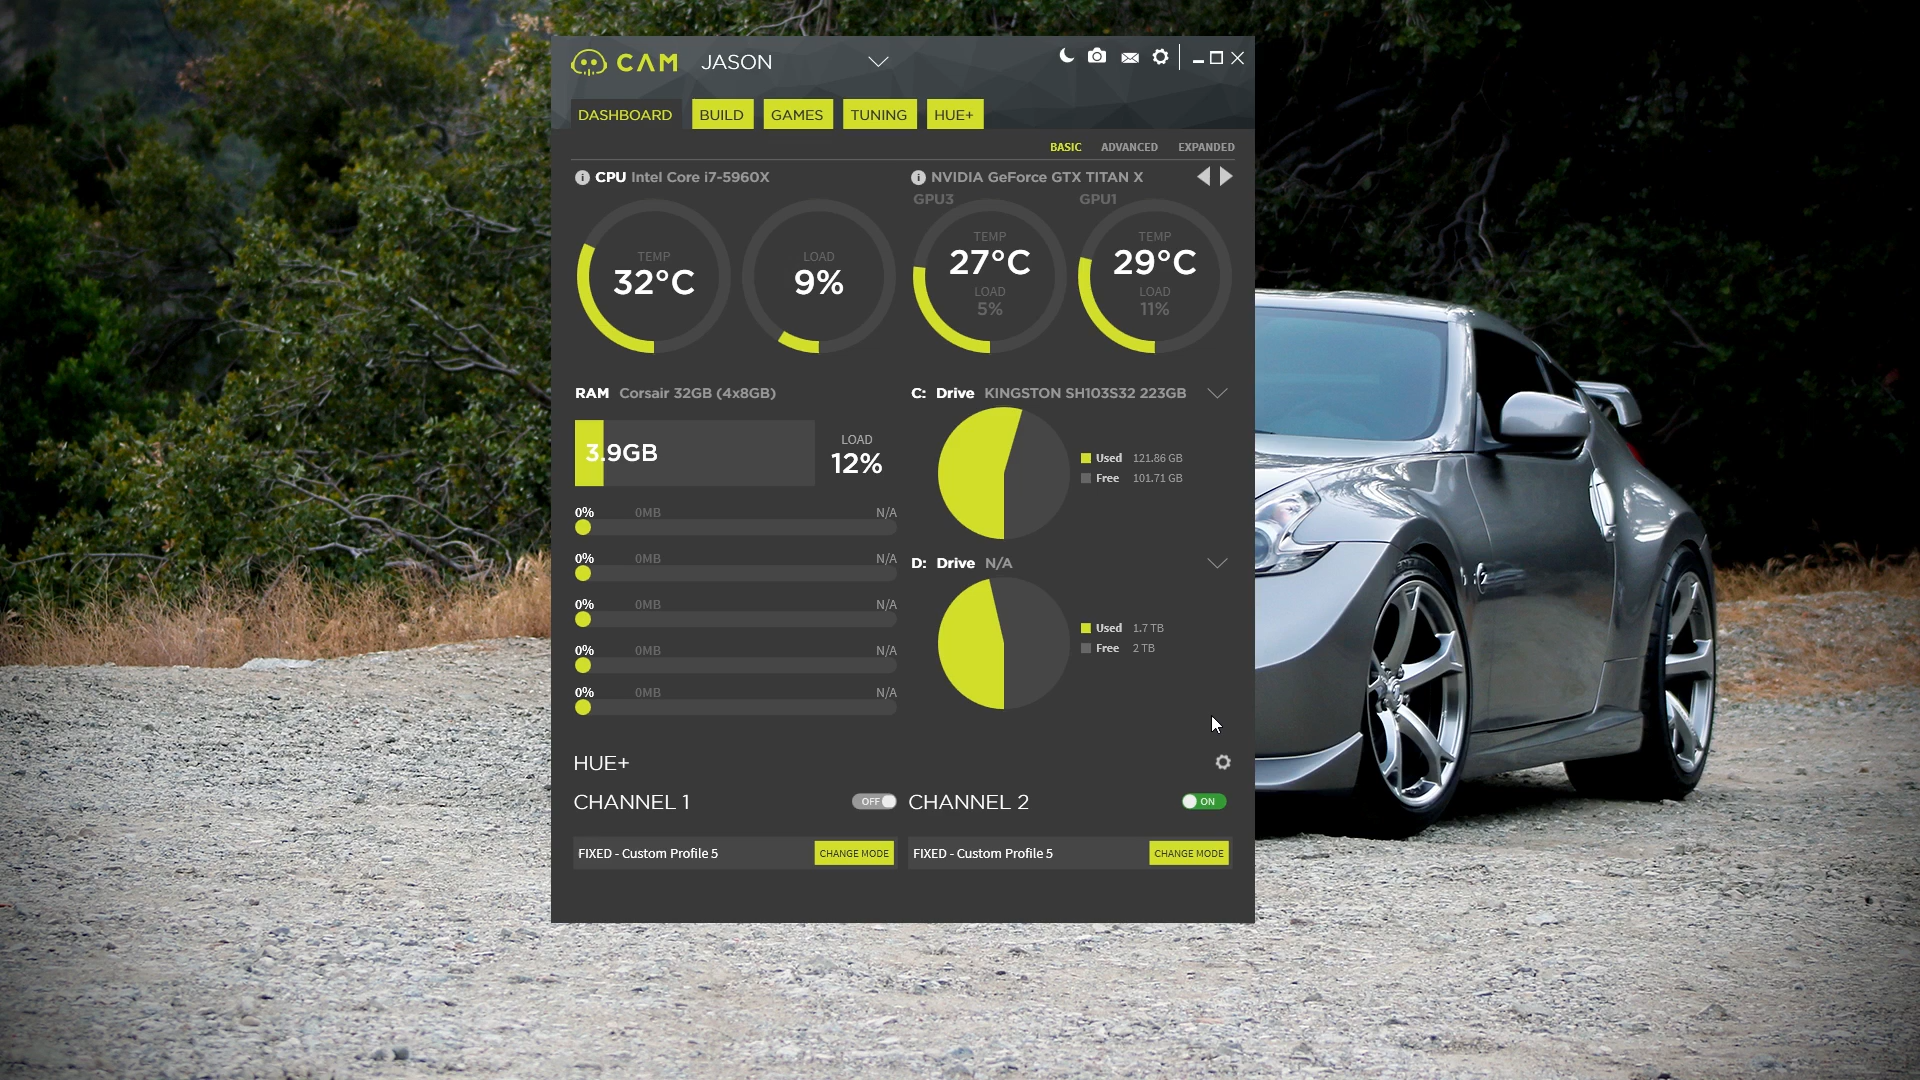 CAM JASON
DASHBOARD BUILD GAMES TUNING HUE+
BASIC ADVANCED EXPANDED
CPU Intel Core i7-5960X
NVIDIA GeForce GTX TITAN X
GPU3 GPU1
TEMP
32°C
LOAD
9%
TEMP
27°C
LOAD
5%
TEMP
29°C
LOAD
11%
RAM Corsair 32GB (4x8GB)
3.9GB
LOAD
12%
0% 0MB N/A
0% 0MB N/A
0% 0MB N/A
0% 0MB N/A
0% 0MB N/A
C: Drive KINGSTON SH103S32 223GB
Used 121.86 GB
Free 101.71 GB
D: Drive N/A
Used 1.7 TB
Free 2 TB
HUE+
CHANNEL 1 OFF
CHANNEL 2 ON
FIXED - Custom Profile 5 CHANGE MODE
FIXED - Custom Profile 5 CHANGE MODE